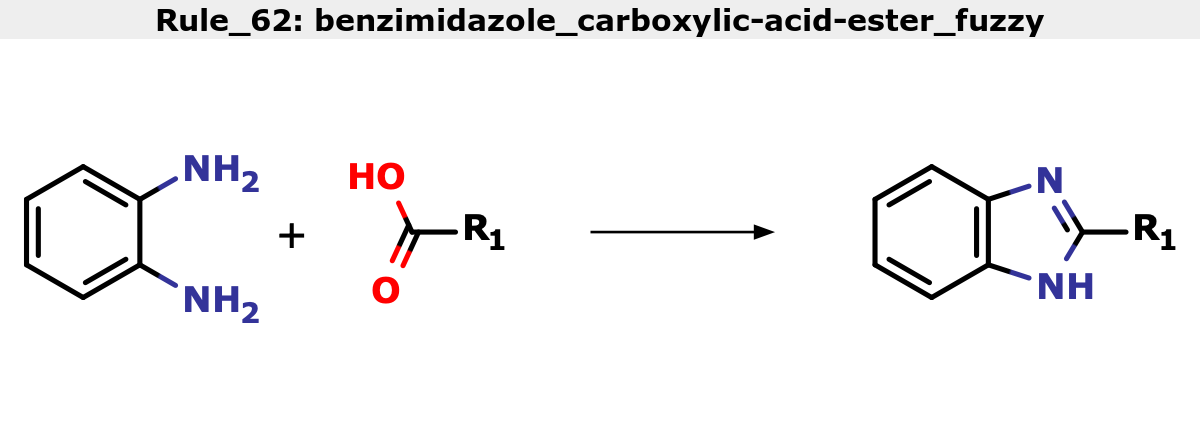 Rule_62: benzimidazole_carboxylic-acid-ester_fuzzy
NH2
NH2
+
HO
O
R1
N
NH
R1